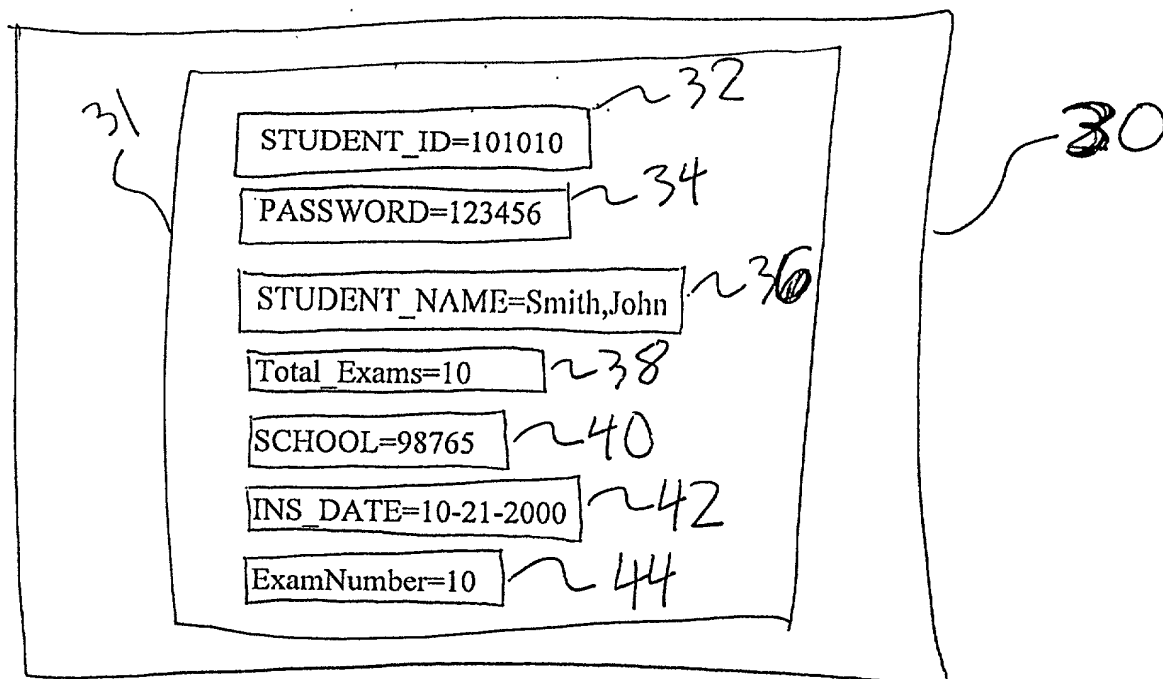 32
31
30
STUDENT_ID=101010
34
PASSWORD=123456
36
STUDENT_NAME=Smith,John
Total_Exams=10
38
SCHOOL=98765
40
INS_DATE=10-21-2000
42
ExamNumber=10
44